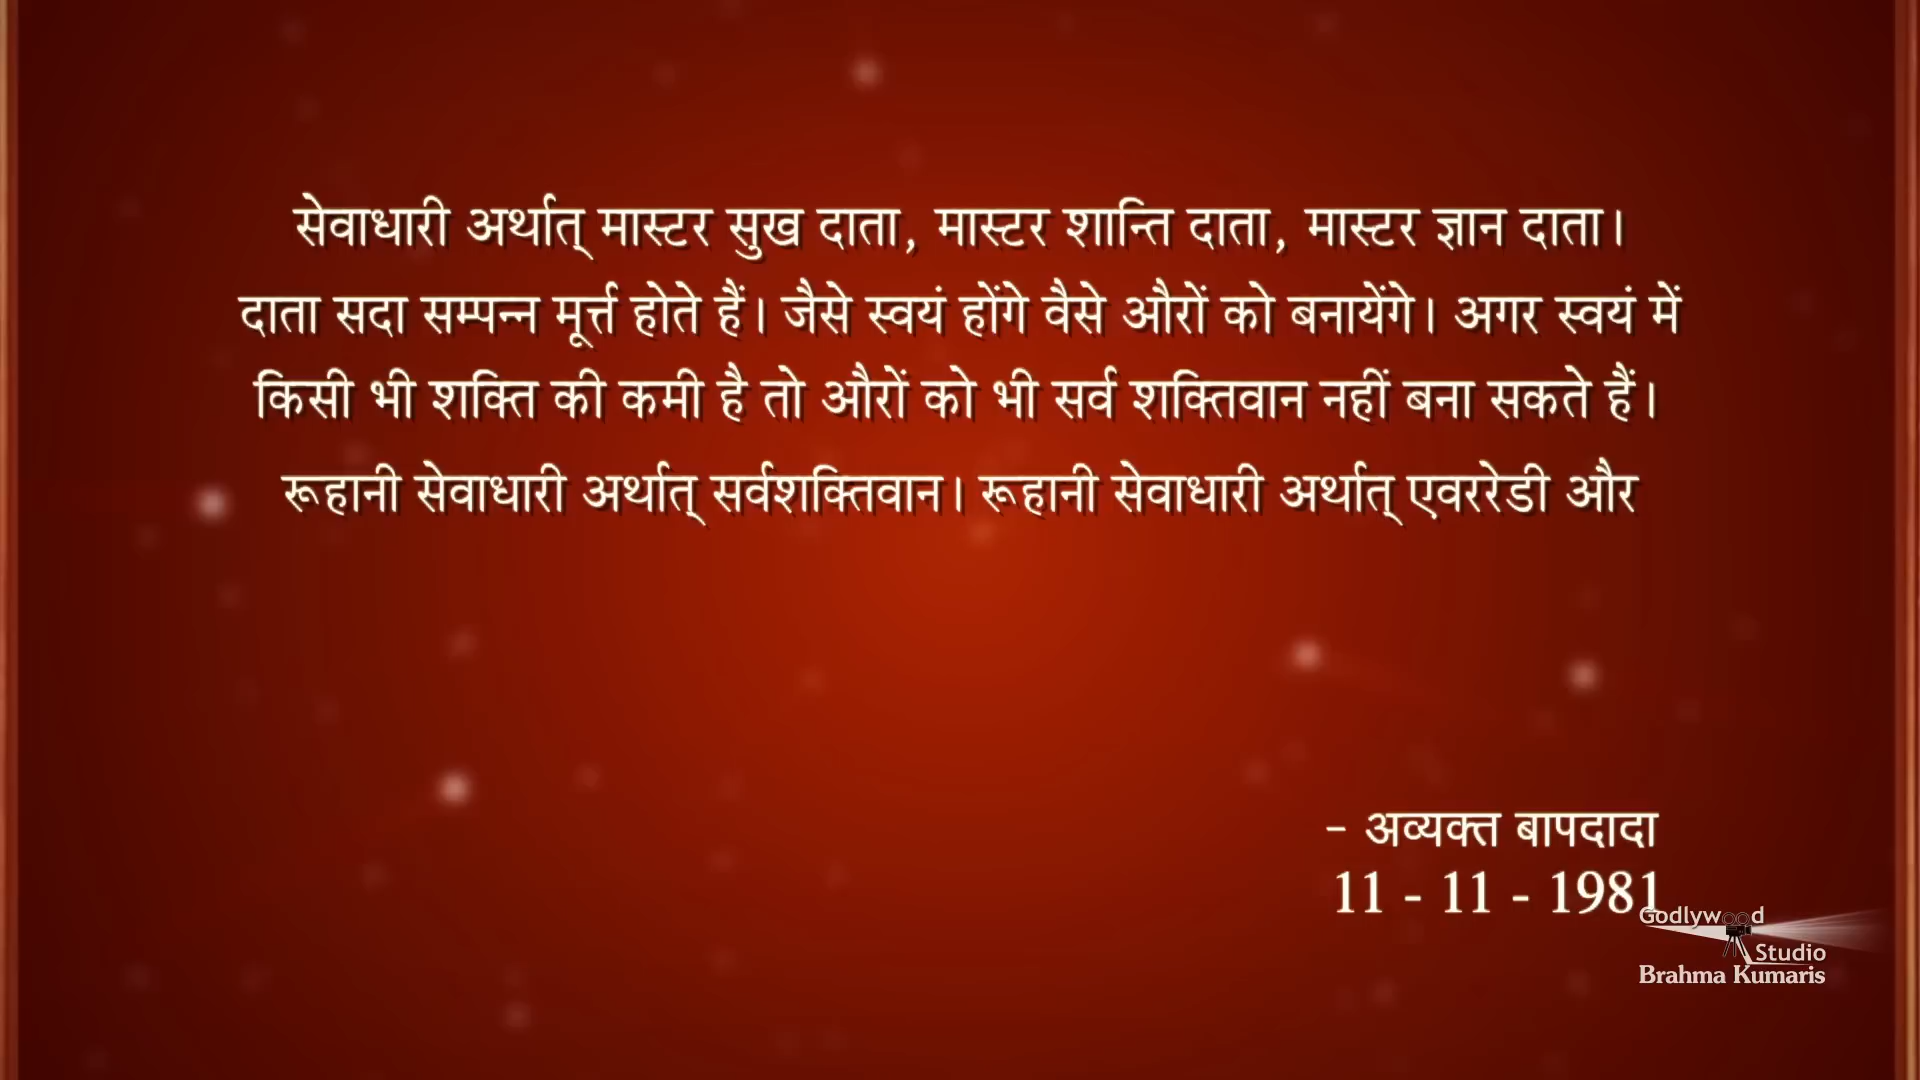 सेवाधारी अर्थात् मास्टर सुख दाता, मास्टर शान्ति दाता, मास्टर ज्ञान दाता।
दाता सदा सम्पन्न मूर्त्त होते हैं। जैसे स्वयं होंगे वैसे औरों को बनायेंगे। अगर स्वयं में
किसी भी शक्ति की कमी है तो औरों को भी सर्व शक्तिवान नहीं बना सकते हैं।
रूहानी सेवाधारी अर्थात् सर्वशक्तिवान। रूहानी सेवाधारी अर्थात् एवररेडी और
- अव्यक्त बापदादा
11 - 11 - 1981
Godlywood
Studio
Brahma Kumaris